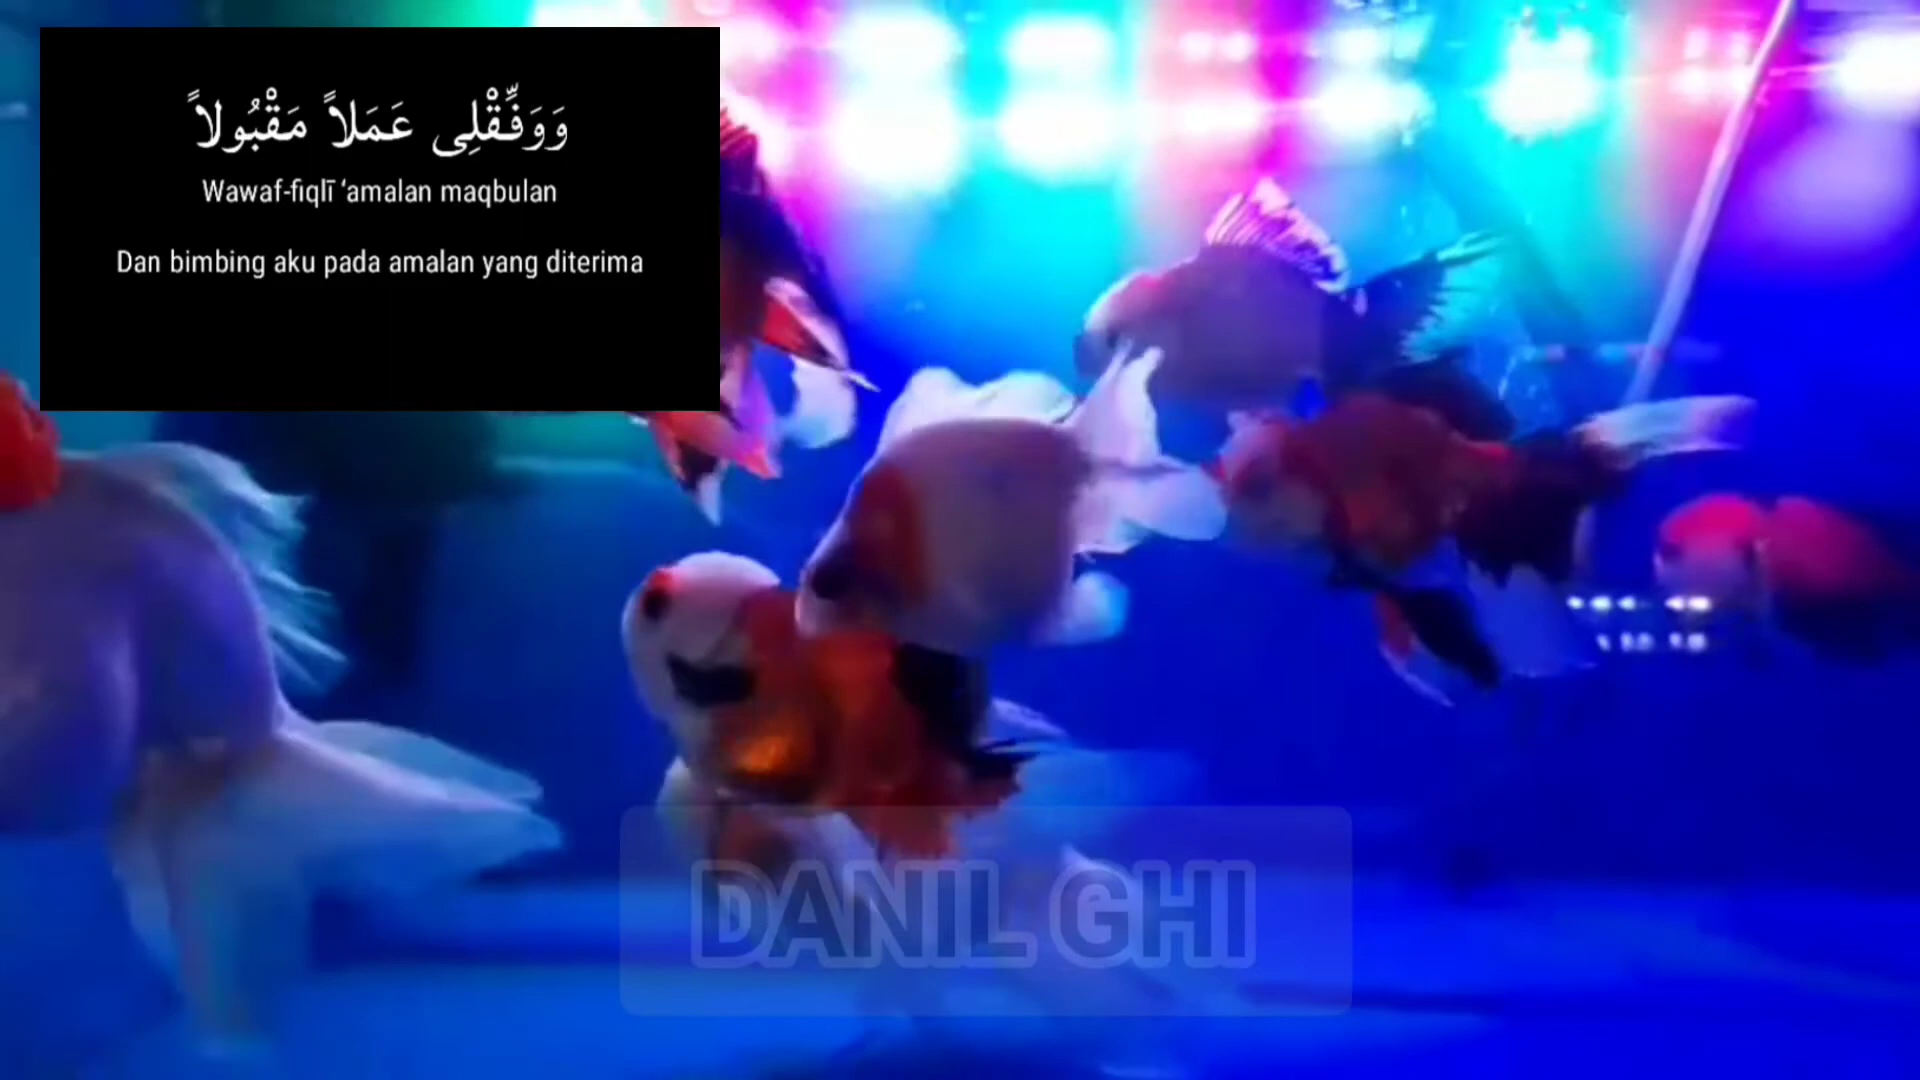 وَوَفِّقْلِى عَمَلاً مَقْبُولاً
Wawaf-fiqlī ‘amalan maqbulan
Dan bimbing aku pada amalan yang diterima
DANIL GHI